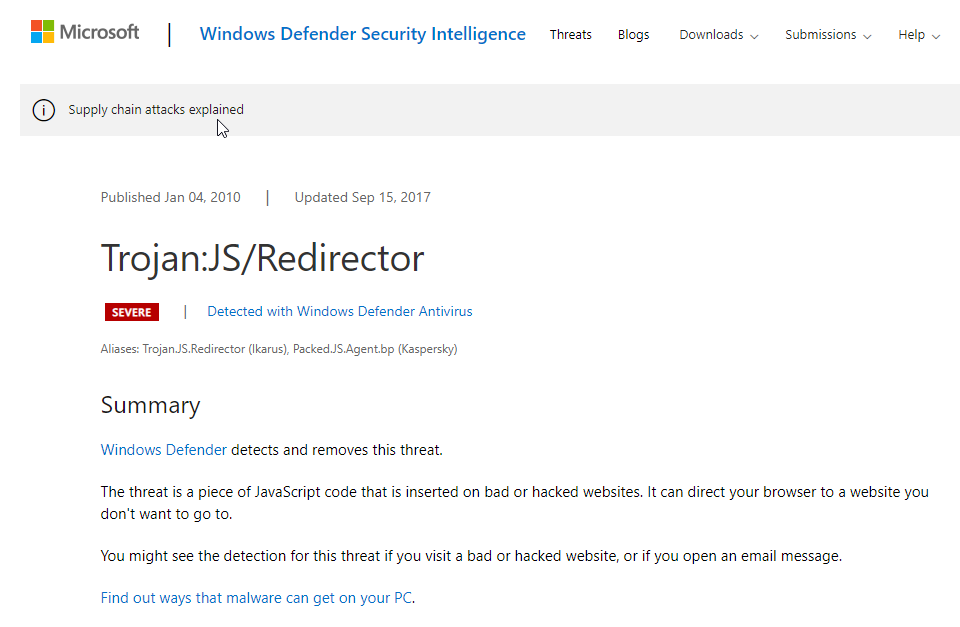 Microsoft | Windows Defender Security Intelligence Threats Blogs Downloads Submissions Help
Supply chain attacks explained
Published Jan 04, 2010 | Updated Sep 15, 2017
Trojan:JS/Redirector
SEVERE | Detected with Windows Defender Antivirus
Aliases: Trojan.JS.Redirector (Ikarus), Packed.JS.Agent.bp (Kaspersky)
Summary
Windows Defender detects and removes this threat.
The threat is a piece of JavaScript code that is inserted on bad or hacked websites. It can direct your browser to a website you
don't want to go to.
You might see the detection for this threat if you visit a bad or hacked website, or if you open an email message.
Find out ways that malware can get on your PC.